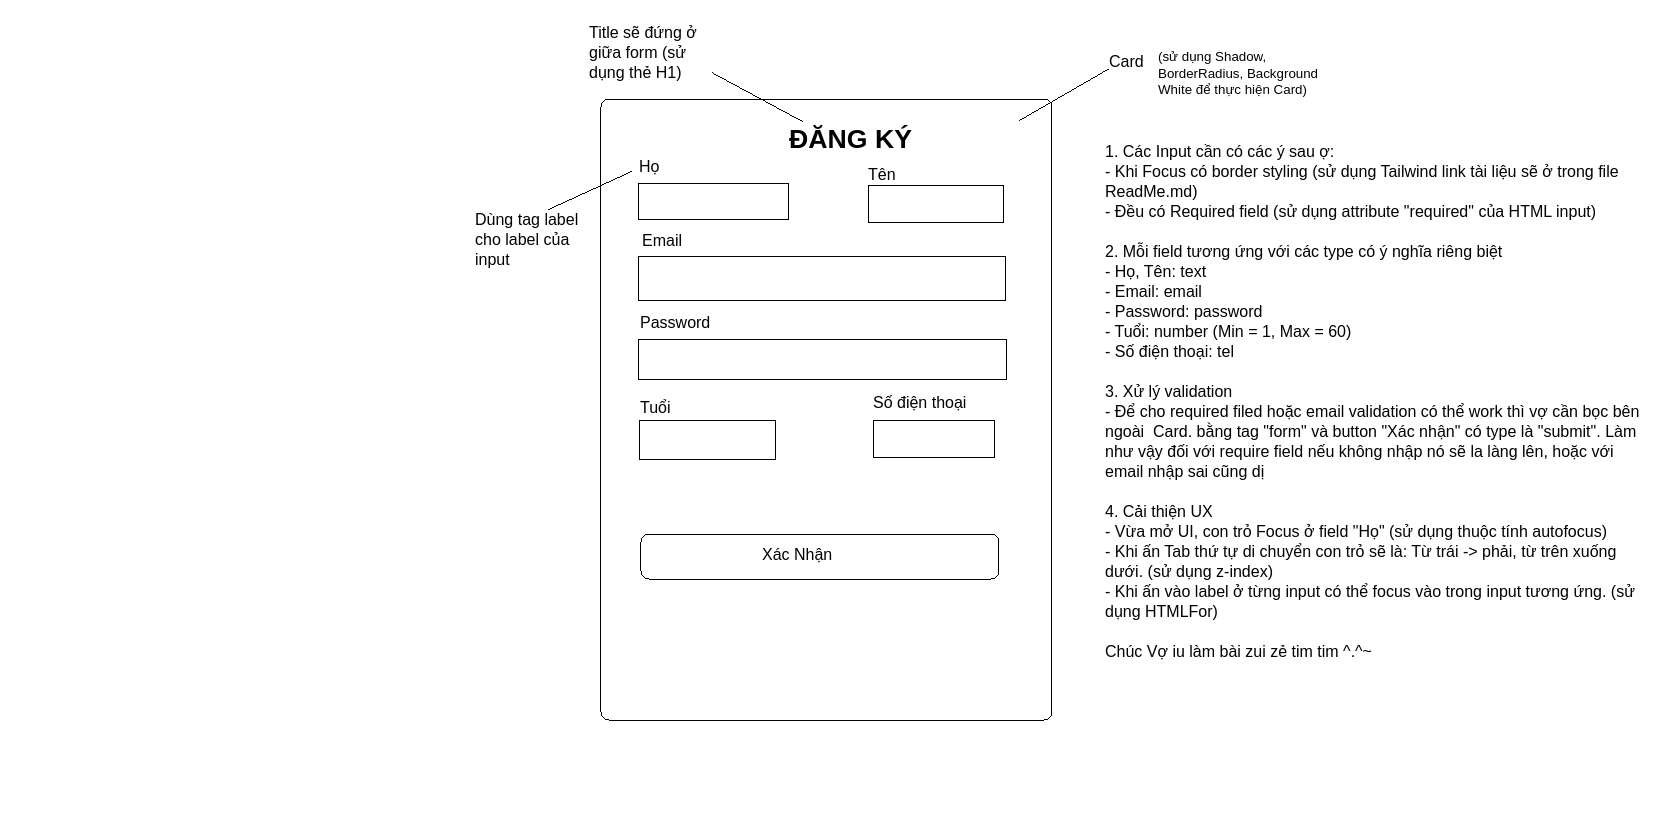 Title sẽ đứng ở
giữa form (sử
dụng thẻ H1)
Card
(sử dụng Shadow,
BorderRadius, Background
White để thực hiện Card)
ĐĂNG KÝ
Họ
Tên
Dùng tag label
cho label của
input
Email
Password
Tuổi
Số điện thoại
Xác Nhận
1. Các Input cần có các ý sau ợ:
- Khi Focus có border styling (sử dụng Tailwind link tài liệu sẽ ở trong file
ReadMe.md)
- Đều có Required field (sử dụng attribute "required" của HTML input)
2. Mỗi field tương ứng với các type có ý nghĩa riêng biệt
- Họ, Tên: text
- Email: email
- Password: password
- Tuổi: number (Min = 1, Max = 60)
- Số điện thoại: tel
3. Xử lý validation
- Để cho required filed hoặc email validation có thể work thì vợ cần bọc bên
ngoài  Card. bằng tag "form" và button "Xác nhận" có type là "submit". Làm
như vậy đối với require field nếu không nhập nó sẽ la làng lên, hoặc với
email nhập sai cũng dị
4. Cải thiện UX
- Vừa mở UI, con trỏ Focus ở field "Họ" (sử dụng thuộc tính autofocus)
- Khi ấn Tab thứ tự di chuyển con trỏ sẽ là: Từ trái -> phải, từ trên xuống
dưới. (sử dụng z-index)
- Khi ấn vào label ở từng input có thể focus vào trong input tương ứng. (sử
dụng HTMLFor)
Chúc Vợ iu làm bài zui zẻ tim tim ^.^~